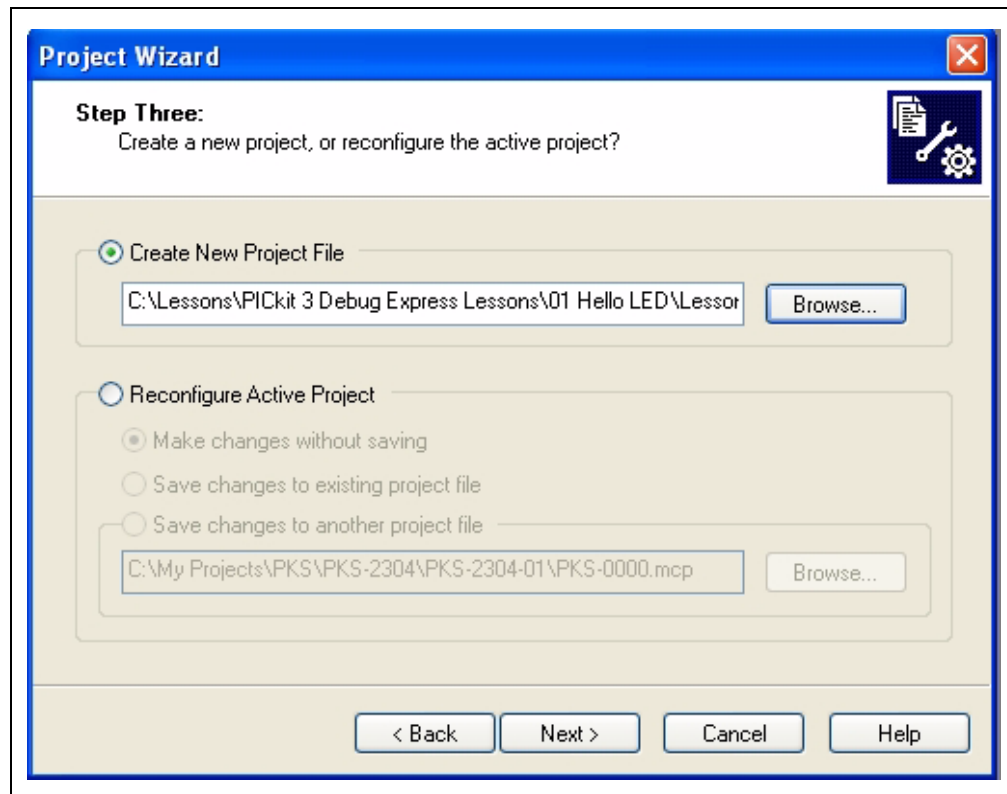 Project Wizard
Step Three:
Create a new project, or reconfigure the active project?
Create New Project File
C:\Lessons\PICkit 3 Debug Express Lessons\01 Hello LED\Lesson
Browse...
Reconfigure Active Project
Make changes without saving
Save changes to existing project file
Save changes to another project file
C:\My Projects\PKS\PKS-2304\PKS-2304-01\PKS-0000.mcp
Browse...
< Back
Next >
Cancel
Help